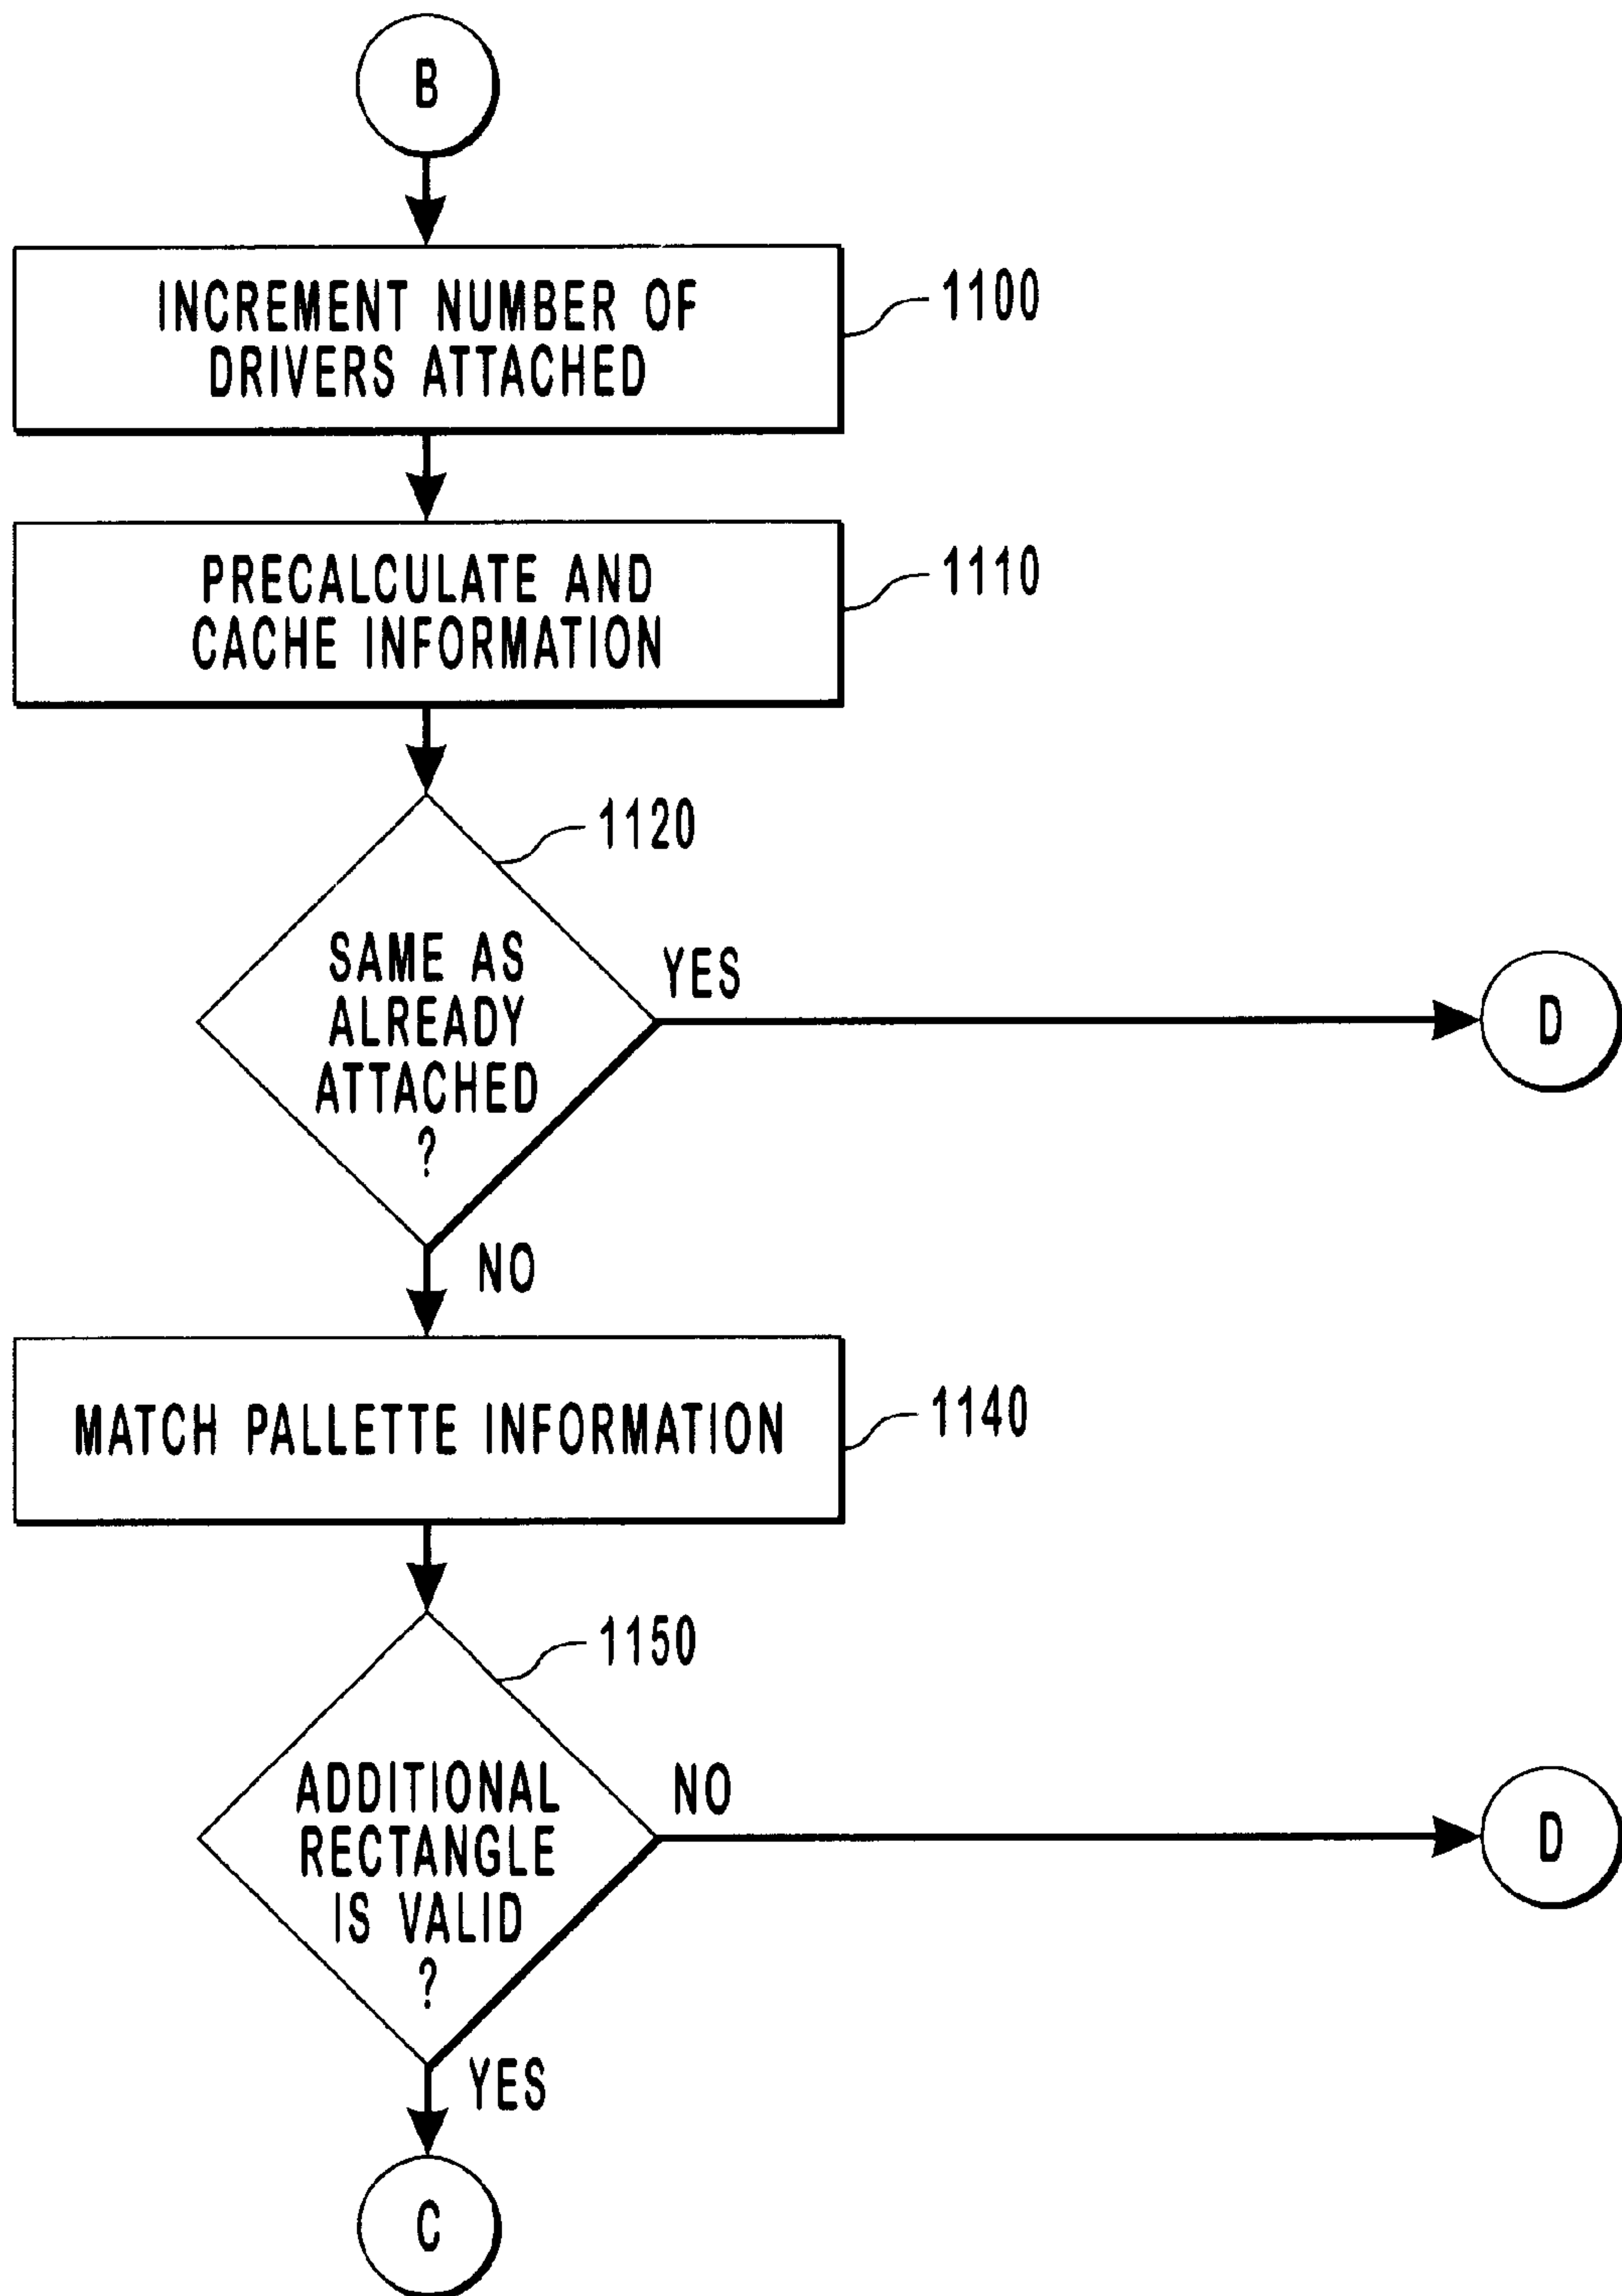 B
INCREMENT NUMBER OF
DRIVERS ATTACHED
1100
PRECALCULATE AND
CACHE INFORMATION
1110
1120
SAME AS
ALREADY
ATTACHED
?
YES
D
NO
MATCH PALLETTE INFORMATION
1140
1150
ADDITIONAL
RECTANGLE
IS VALID
?
NO
D
YES
C